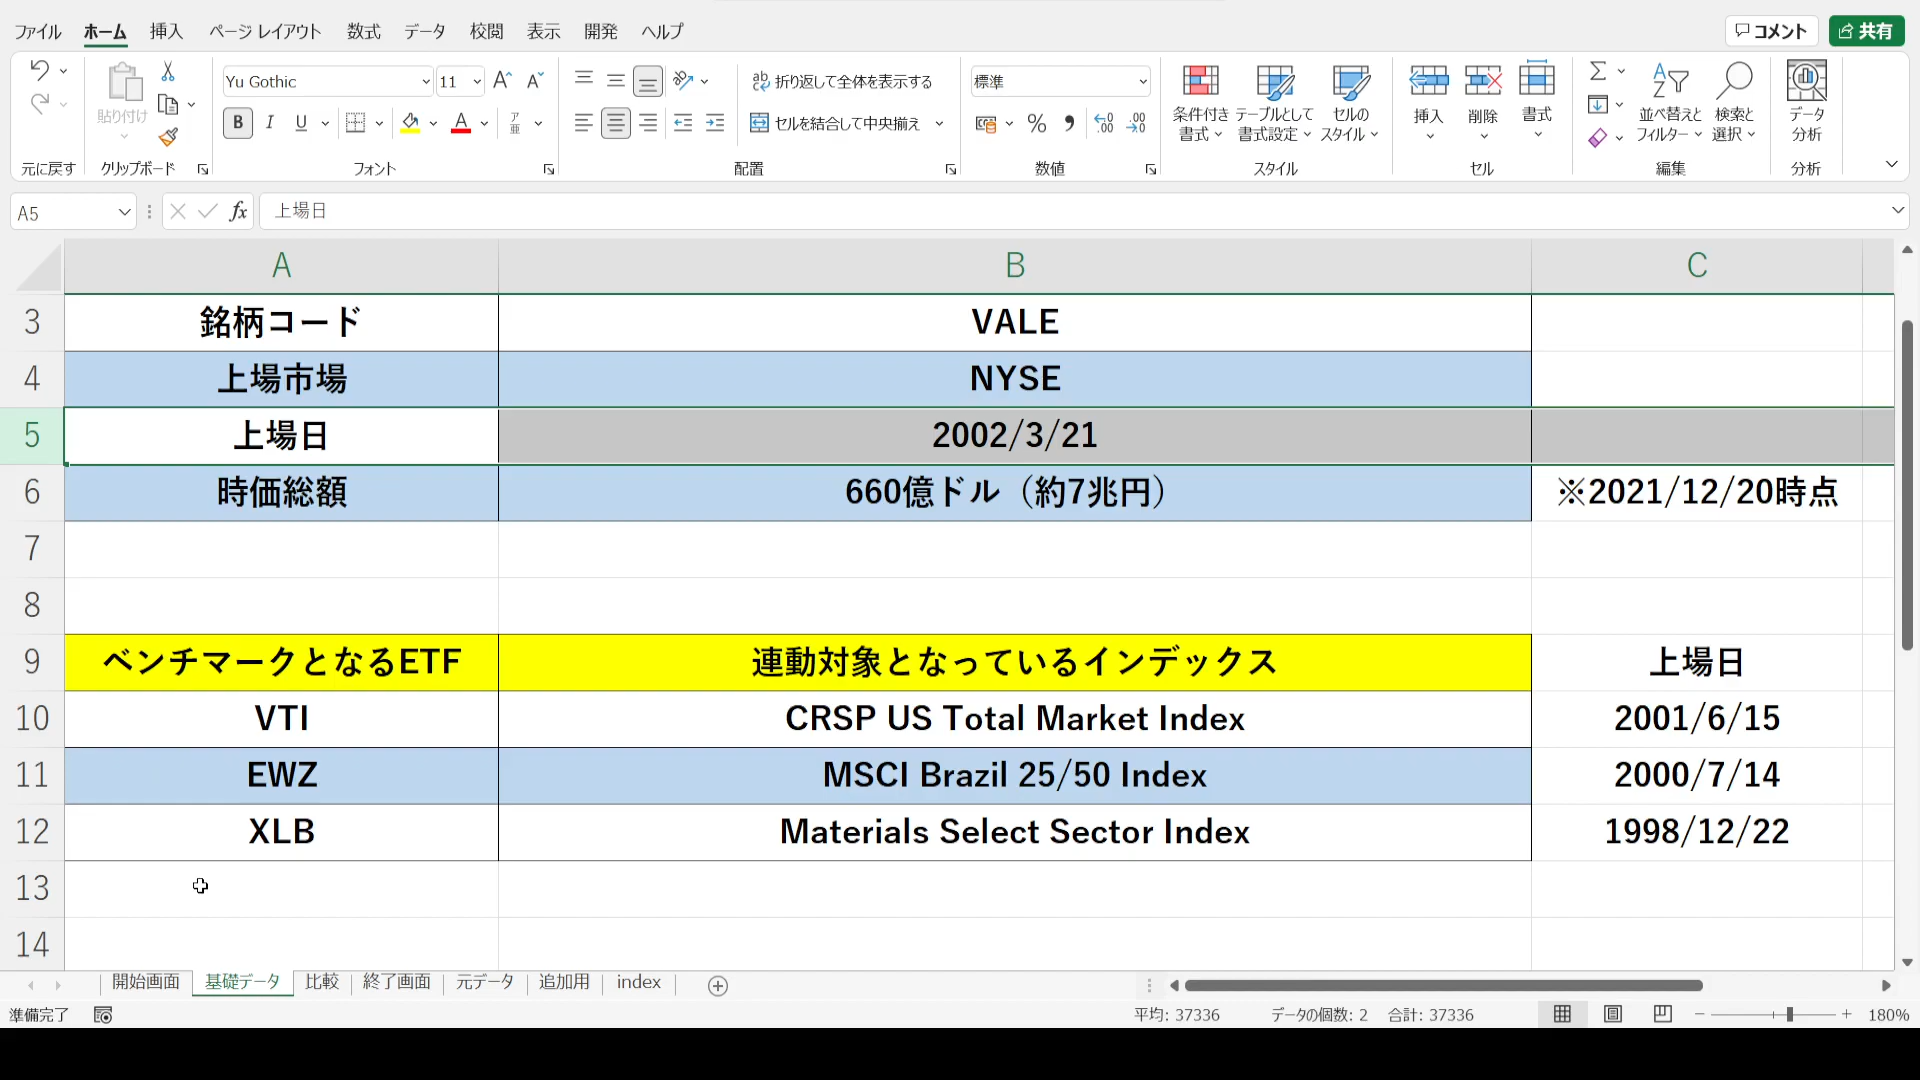 ファイル ホーム 挿入 ページ レイアウト 数式 データ 校閲 表示 開発 ヘルプ コメント 共有
Yu Gothic 11 折り返して全体を表示する 標準
貼り付け 条件付き 書式 テーブルとして 書式設定 セルの スタイル 挿入 削除 書式 並べ替えと フィルター 検索と 選択 データ 分析
B I U A ア 亜 セルを結合して中央揃え %
元に戻す クリップボード フォント 配置 数値 スタイル セル 編集 分析
A5 fx 上場日
A B C
3 銘柄コード VALE
4 上場市場 NYSE
5 上場日 2002/3/21
6 時価総額 660億ドル（約7兆円） ※2021/12/20時点
7
8
9 ベンチマークとなるETF 連動対象となっているインデックス 上場日
10 VTI CRSP US Total Market Index 2001/6/15
11 EWZ MSCI Brazil 25/50 Index 2000/7/14
12 XLB Materials Select Sector Index 1998/12/22
13
14
開始画面 基礎データ 比較 終了画面 元データ 追加用 index
準備完了 平均: 37336 データの個数: 2 合計: 37336 180%